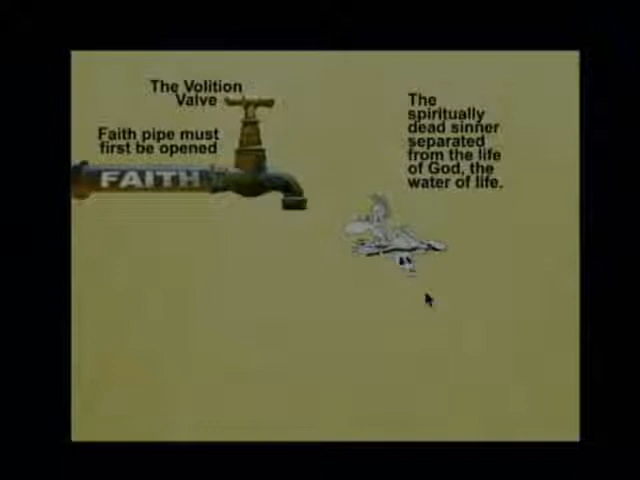 The Volition
Valve
Faith pipe must
first be opened
FAITH
The
spiritually
dead sinner
separated
from the life
of God, the
water of life.